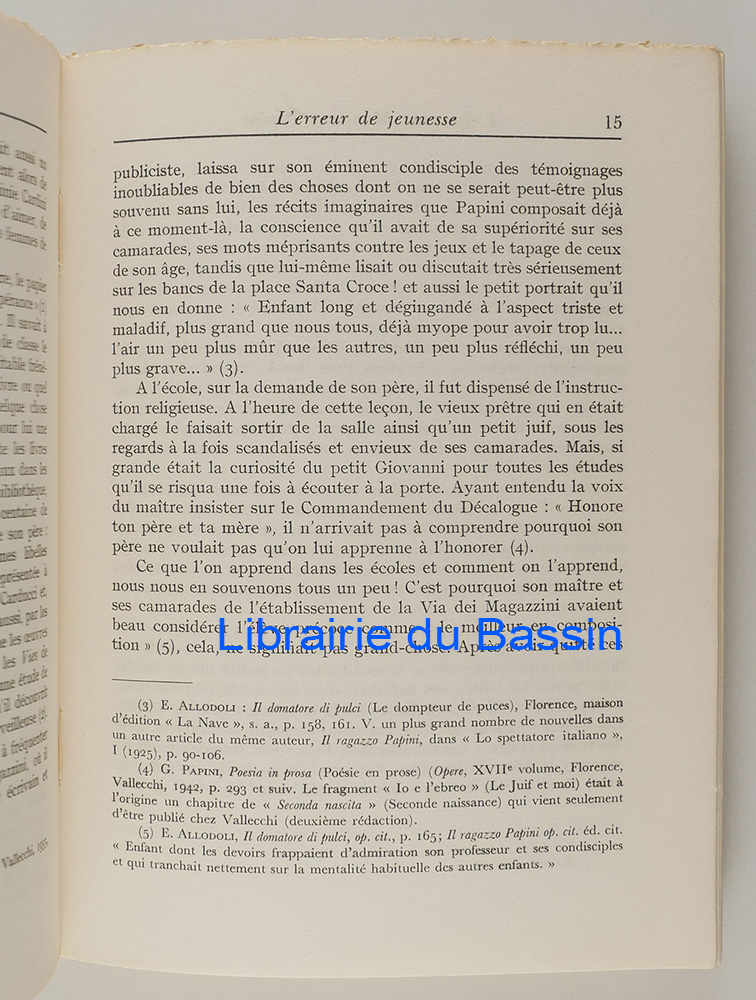 L'erreur de jeunesse 15
publiciste, laissa sur son éminent condisciple des témoignages
inoubliables de bien des choses dont on ne se serait peut-être plus
souvenu sans lui, les récits imaginaires que Papini composait déjà
à ce moment-là, la conscience qu'il avait de sa supériorité sur ses
camarades, ses mots méprisants contre les jeux et le tapage de ceux
de son âge, tandis que lui-même lisait ou discutait très sérieusement
sur les bancs de la place Santa Croce ! et aussi le petit portrait qu'il
nous en donne : « Enfant long et dégingandé à l'aspect triste et
maladif, plus grand que nous tous, déjà myope pour avoir trop lu...
l'air un peu plus mûr que les autres, un peu plus réfléchi, un peu
plus grave... » (3).
A l'école, sur la demande de son père, il fut dispensé de l'instruc-
tion religieuse. A l'heure de cette leçon, le vieux prêtre qui en était
chargé le faisait sortir de la salle ainsi qu'un petit juif, sous les
regards à la fois scandalisés et envieux de ses camarades. Mais, si
grande était la curiosité du petit Giovanni pour toutes les études
qu'il se risqua une fois à écouter à la porte. Ayant entendu la voix
du maître insister sur le Commandement du Décalogue : « Honore
ton père et ta mère », il n'arrivait pas à comprendre pourquoi son
père ne voulait pas qu'on lui apprenne à l'honorer (4).
Ce que l'on apprend dans les écoles et comment on l'apprend,
nous nous en souvenons tous un peu ! C'est pourquoi son maître et
ses camarades de l'établissement de la Via dei Magazzini avaient
beau considérer l'élève précoce comme « le meilleur en composi-
tion » (5), cela, ne signifiait pas grand-chose. Après avoir quitté ces
Librairie du Bassin
(3) E. ALLODOLI : Il domatore di pulci (Le dompteur de puces), Florence, maison
d'édition « La Nave », s. a., p. 158, 161. V. un plus grand nombre de nouvelles dans
un autre article du même auteur, Il ragazzo Papini, dans « Lo spettatore italiano »,
I (1925), p. 90-106.
(4) G. PAPINI, Poesia in prosa (Poésie en prose) (Opere, XVIIe volume, Florence,
Vallecchi, 1942, p. 293 et suiv. Le fragment « Io e l'ebreo » (Le Juif et moi) était à
l'origine un chapitre de « Seconda nascita » (Seconde naissance) qui vient seulement
d'être publié chez Vallecchi (deuxième rédaction).
(5) E. ALLODOLI, Il domatore di pulci, op. cit., p. 165 ; Il ragazzo Papini op. cit. éd. cit.
« Enfant dont les devoirs frappaient d'admiration son professeur et ses condisciples
et qui tranchait nettement sur la mentalité habituelle des autres enfants. »